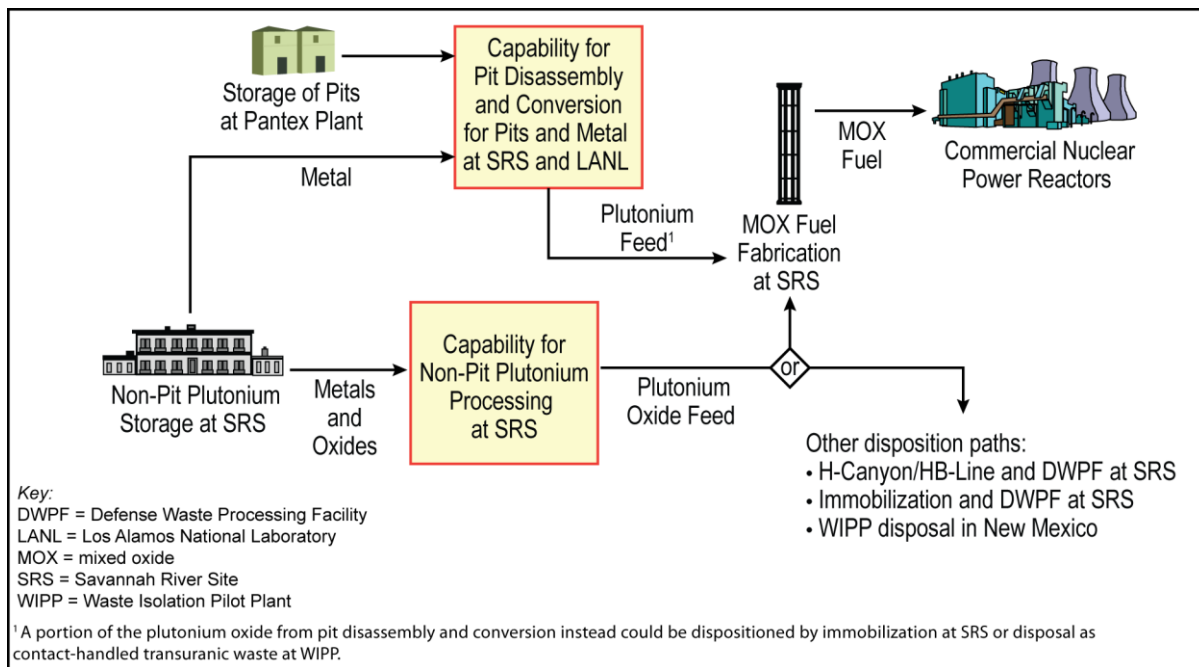 Storage of Pits
at Pantex Plant
Capability for
Pit Disassembly
and Conversion
for Pits and Metal
at SRS and LANL
Metal
Plutonium
Feed¹
MOX Fuel
Fabrication
at SRS
MOX
Fuel
Commercial Nuclear
Power Reactors
Non-Pit Plutonium
Storage at SRS
Metals
and
Oxides
Capability for
Non-Pit Plutonium
Processing
at SRS
Plutonium
Oxide Feed
or
Other disposition paths:
• H-Canyon/HB-Line and DWPF at SRS
• Immobilization and DWPF at SRS
• WIPP disposal in New Mexico
Key:
DWPF = Defense Waste Processing Facility
LANL = Los Alamos National Laboratory
MOX = mixed oxide
SRS = Savannah River Site
WIPP = Waste Isolation Pilot Plant
¹ A portion of the plutonium oxide from pit disassembly and conversion instead could be dispositioned by immobilization at SRS or disposal as
contact-handled transuranic waste at WIPP.